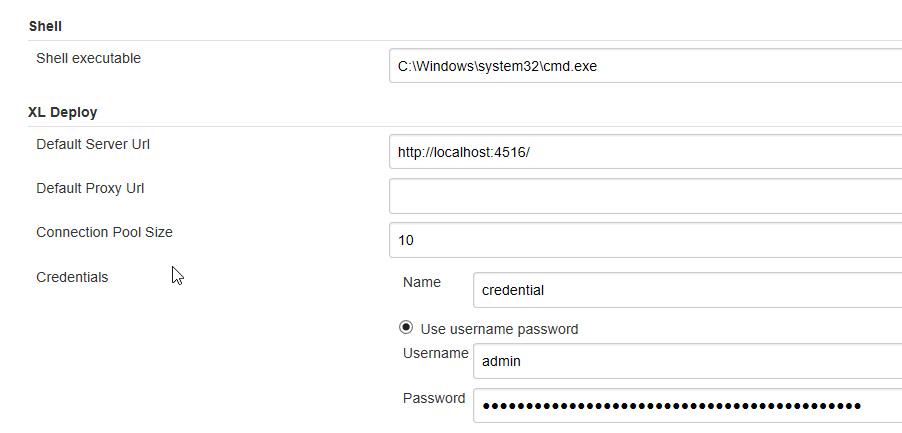 Shell
Shell executable
C:\Windows\system32\cmd.exe
XL Deploy
Default Server Url
http://localhost:4516/
Default Proxy Url
Connection Pool Size
10
Credentials
Name
credential
Use username password
Username
admin
Password
●●●●●●●●●●●●●●●●●●●●●●●●●●●●●●●●●●●●●●●●●●●●